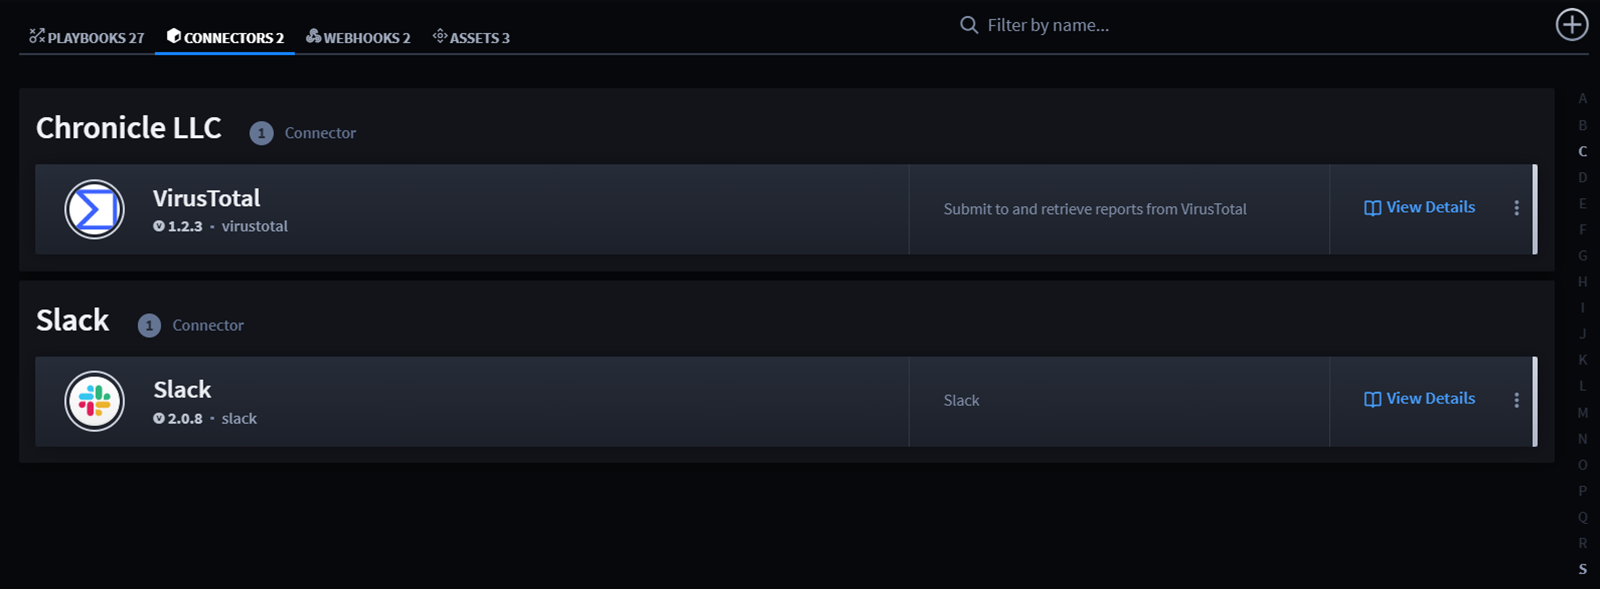 PLAYBOOKS 27 CONNECTORS 2 WEBHOOKS 2 ASSETS 3 Filter by name...
Chronicle LLC 1 Connector
VirusTotal
V 1.2.3 • virustotal
Submit to and retrieve reports from VirusTotal
View Details
Slack 1 Connector
Slack
V 2.0.8 • slack
Slack
View Details
A
B
C
D
E
F
G
H
I
J
K
L
M
N
O
P
Q
R
S